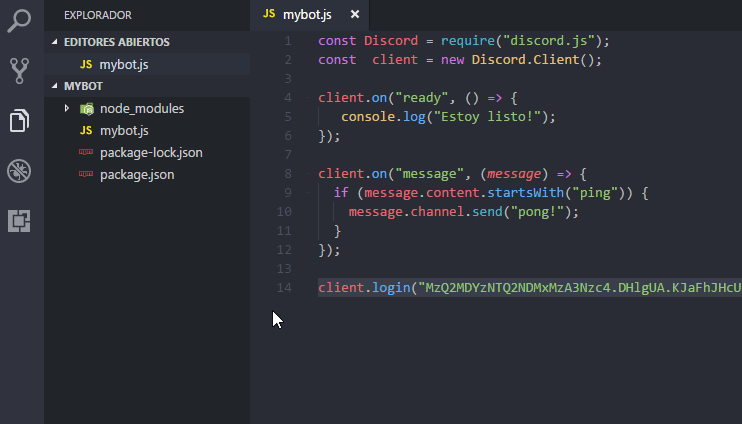 EXPLORADOR
EDITORES ABIERTOS
JS mybot.js
MYBOT
node_modules
JS mybot.js
package-lock.json
package.json
JS mybot.js ×
1 const Discord = require("discord.js");
2 const  client = new Discord.Client();
3
4 client.on("ready", () => {
5    console.log("Estoy listo!");
6 });
7
8 client.on("message", (message) => {
9   if (message.content.startsWith("ping")) {
10     message.channel.send("pong!");
11   }
12 });
13
14 client.login("MzQ2MDYzNTQ2NDMxMzA3Nzc4.DHlgUA.KJaFhJHcU